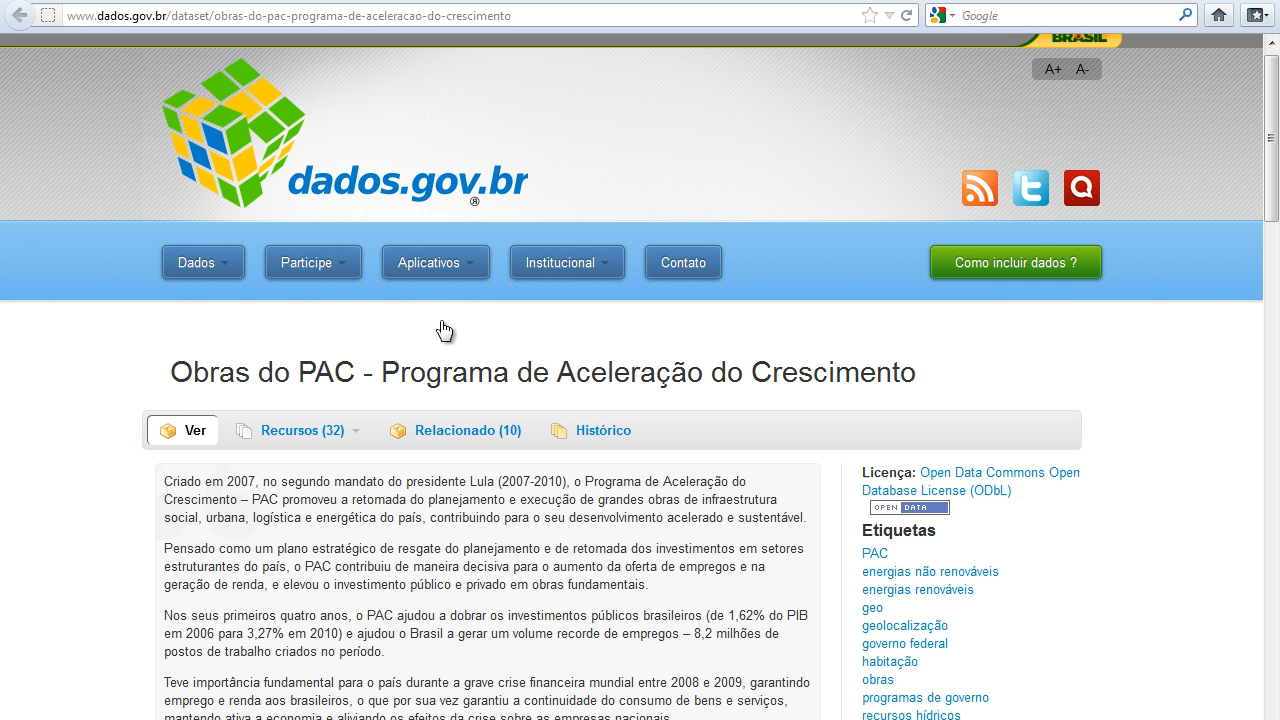 www.dados.gov.br/dataset/obras-do-pac-programa-de-aceleracao-do-crescimento
Google
BRASIL
A+ A-
dados.gov.br
®
Dados
Participe
Aplicativos
Institucional
Contato
Como incluir dados ?
Obras do PAC - Programa de Aceleração do Crescimento
Ver
Recursos (32)
Relacionado (10)
Histórico
Criado em 2007, no segundo mandato do presidente Lula (2007-2010), o Programa de Aceleração do
Crescimento – PAC promoveu a retomada do planejamento e execução de grandes obras de infraestrutura
social, urbana, logística e energética do país, contribuindo para o seu desenvolvimento acelerado e sustentável.
Pensado como um plano estratégico de resgate do planejamento e de retomada dos investimentos em setores
estruturantes do país, o PAC contribuiu de maneira decisiva para o aumento da oferta de empregos e na
geração de renda, e elevou o investimento público e privado em obras fundamentais.
Nos seus primeiros quatro anos, o PAC ajudou a dobrar os investimentos públicos brasileiros (de 1,62% do PIB
em 2006 para 3,27% em 2010) e ajudou o Brasil a gerar um volume recorde de empregos – 8,2 milhões de
postos de trabalho criados no período.
Teve importância fundamental para o país durante a grave crise financeira mundial entre 2008 e 2009, garantindo
emprego e renda aos brasileiros, o que por sua vez garantiu a continuidade do consumo de bens e serviços,
mantendo ativa a economia e aliviando os efeitos da crise sobre as empresas nacionais.
Licença: Open Data Commons Open
Database License (ODbL)
OPEN DATA
Etiquetas
PAC
energias não renováveis
energias renováveis
geo
geolocalização
governo federal
habitação
obras
programas de governo
recursos hídricos